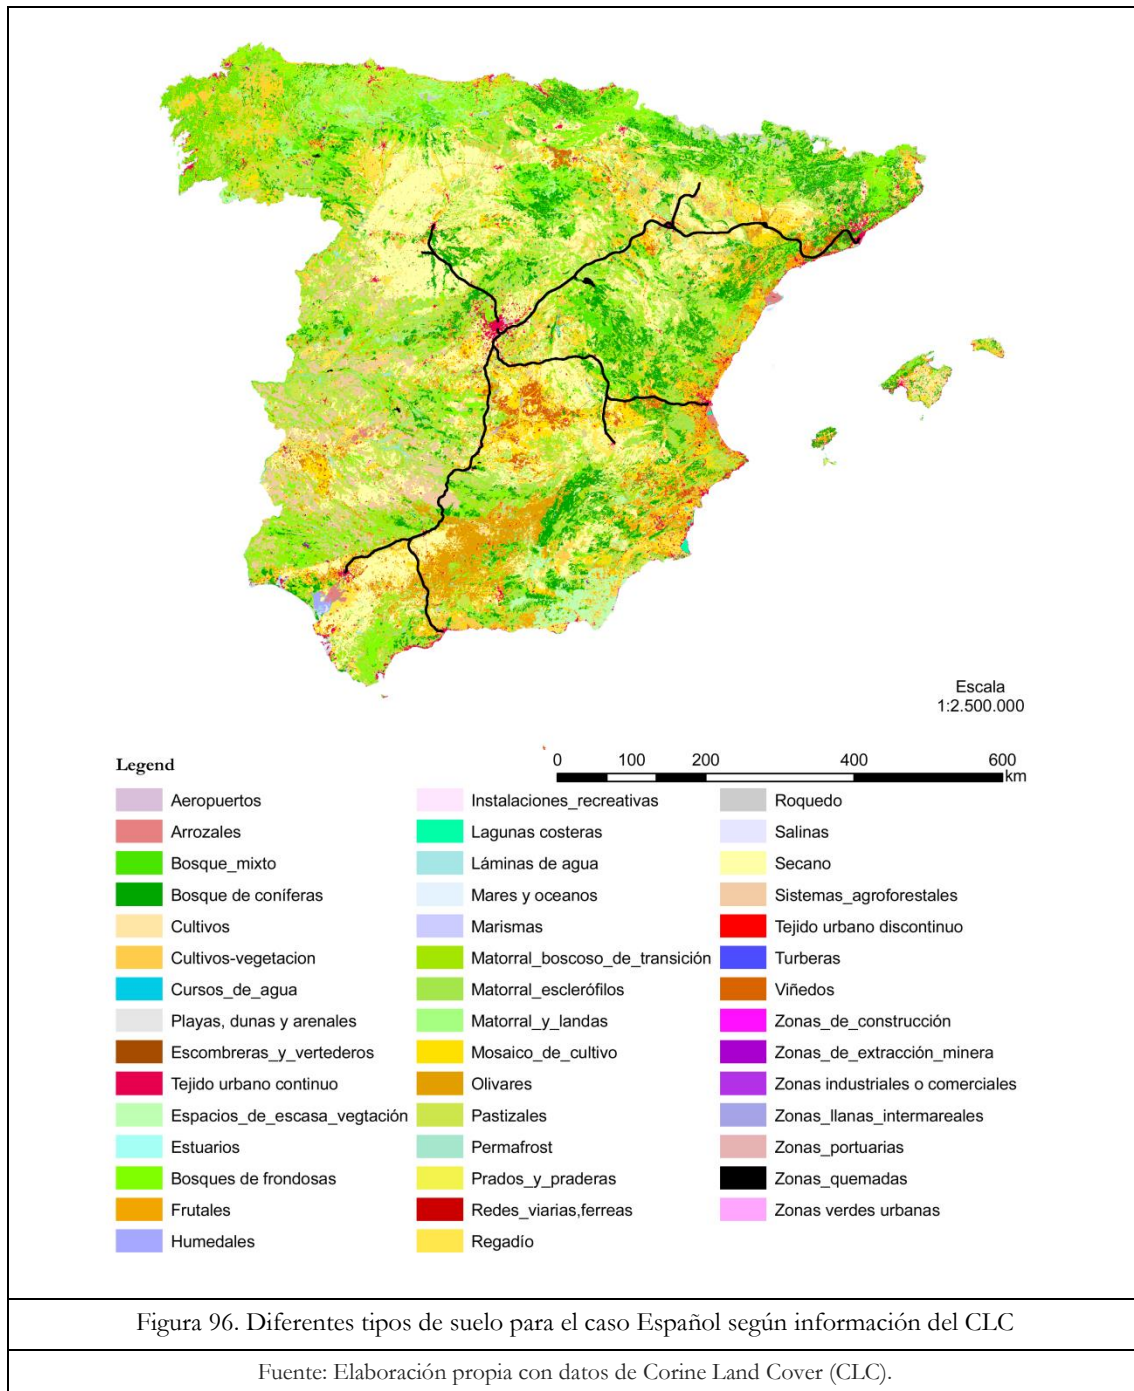 Escala
1:2.500.000
Legend
0 100 200 400 600
km
Aeropuertos
Arrozales
Bosque_mixto
Bosque de coníferas
Cultivos
Cultivos-vegetacion
Cursos_de_agua
Playas, dunas y arenales
Escombreras_y_vertederos
Tejido urbano continuo
Espacios_de_escasa_vegtación
Estuarios
Bosques de frondosas
Frutales
Humedales
Instalaciones_recreativas
Lagunas costeras
Láminas de agua
Mares y oceanos
Marismas
Matorral_boscoso_de_transición
Matorral_esclerófilos
Matorral_y_landas
Mosaico_de_cultivo
Olivares
Pastizales
Permafrost
Prados_y_praderas
Redes_viarias,ferreas
Regadío
Roquedo
Salinas
Secano
Sistemas_agroforestales
Tejido urbano discontinuo
Turberas
Viñedos
Zonas_de_construcción
Zonas_de_extracción_minera
Zonas industriales o comerciales
Zonas_llanas_intermareales
Zonas_portuarias
Zonas_quemadas
Zonas verdes urbanas
Figura 96. Diferentes tipos de suelo para el caso Español según información del CLC
Fuente: Elaboración propia con datos de Corine Land Cover (CLC).